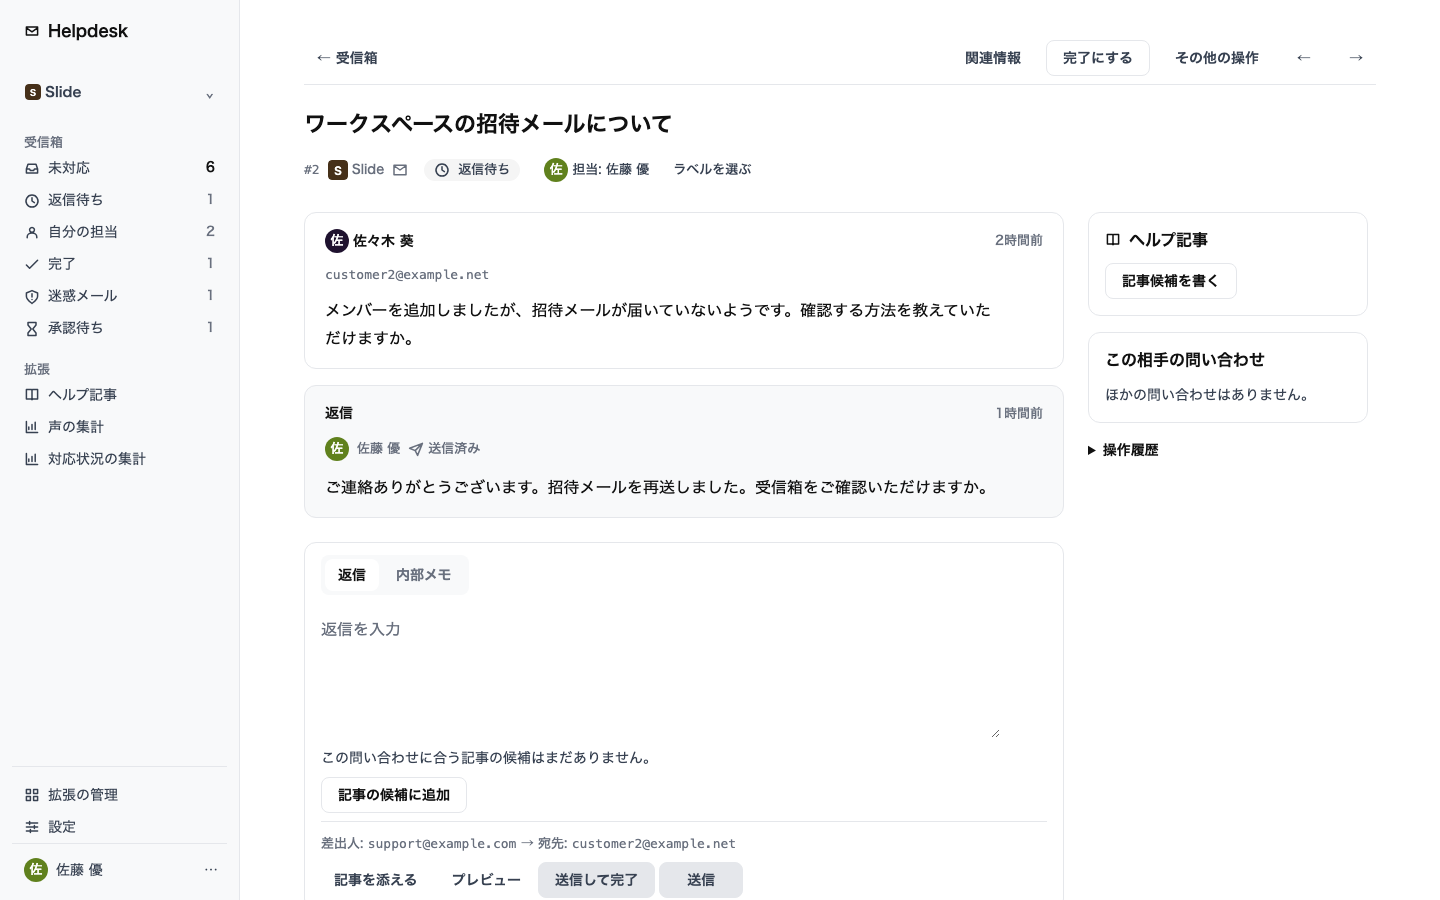 Helpdesk
S Slide
受信箱
未対応 6
返信待ち 1
自分の担当 2
完了 1
迷惑メール 1
承認待ち 1
拡張
ヘルプ記事
声の集計
対応状況の集計
拡張の管理
設定
佐 佐藤 優 …
← 受信箱
関連情報 完了にする その他の操作 ← →
ワークスペースの招待メールについて
#2 S Slide 返信待ち 佐 担当: 佐藤 優 ラベルを選ぶ
佐 佐々木 葵 2時間前
customer2@example.net
メンバーを追加しましたが、招待メールが届いていないようです。確認する方法を教えていた
だけますか。
返信 1時間前
佐 佐藤 優 送信済み
ご連絡ありがとうございます。招待メールを再送しました。受信箱をご確認いただけますか。
返信 内部メモ
返信を入力
この問い合わせに合う記事の候補はまだありません。
記事の候補に追加
差出人: support@example.com → 宛先: customer2@example.net
記事を添える プレビュー 送信して完了 送信
ヘルプ記事
記事候補を書く
この相手の問い合わせ
ほかの問い合わせはありません。
▶ 操作履歴